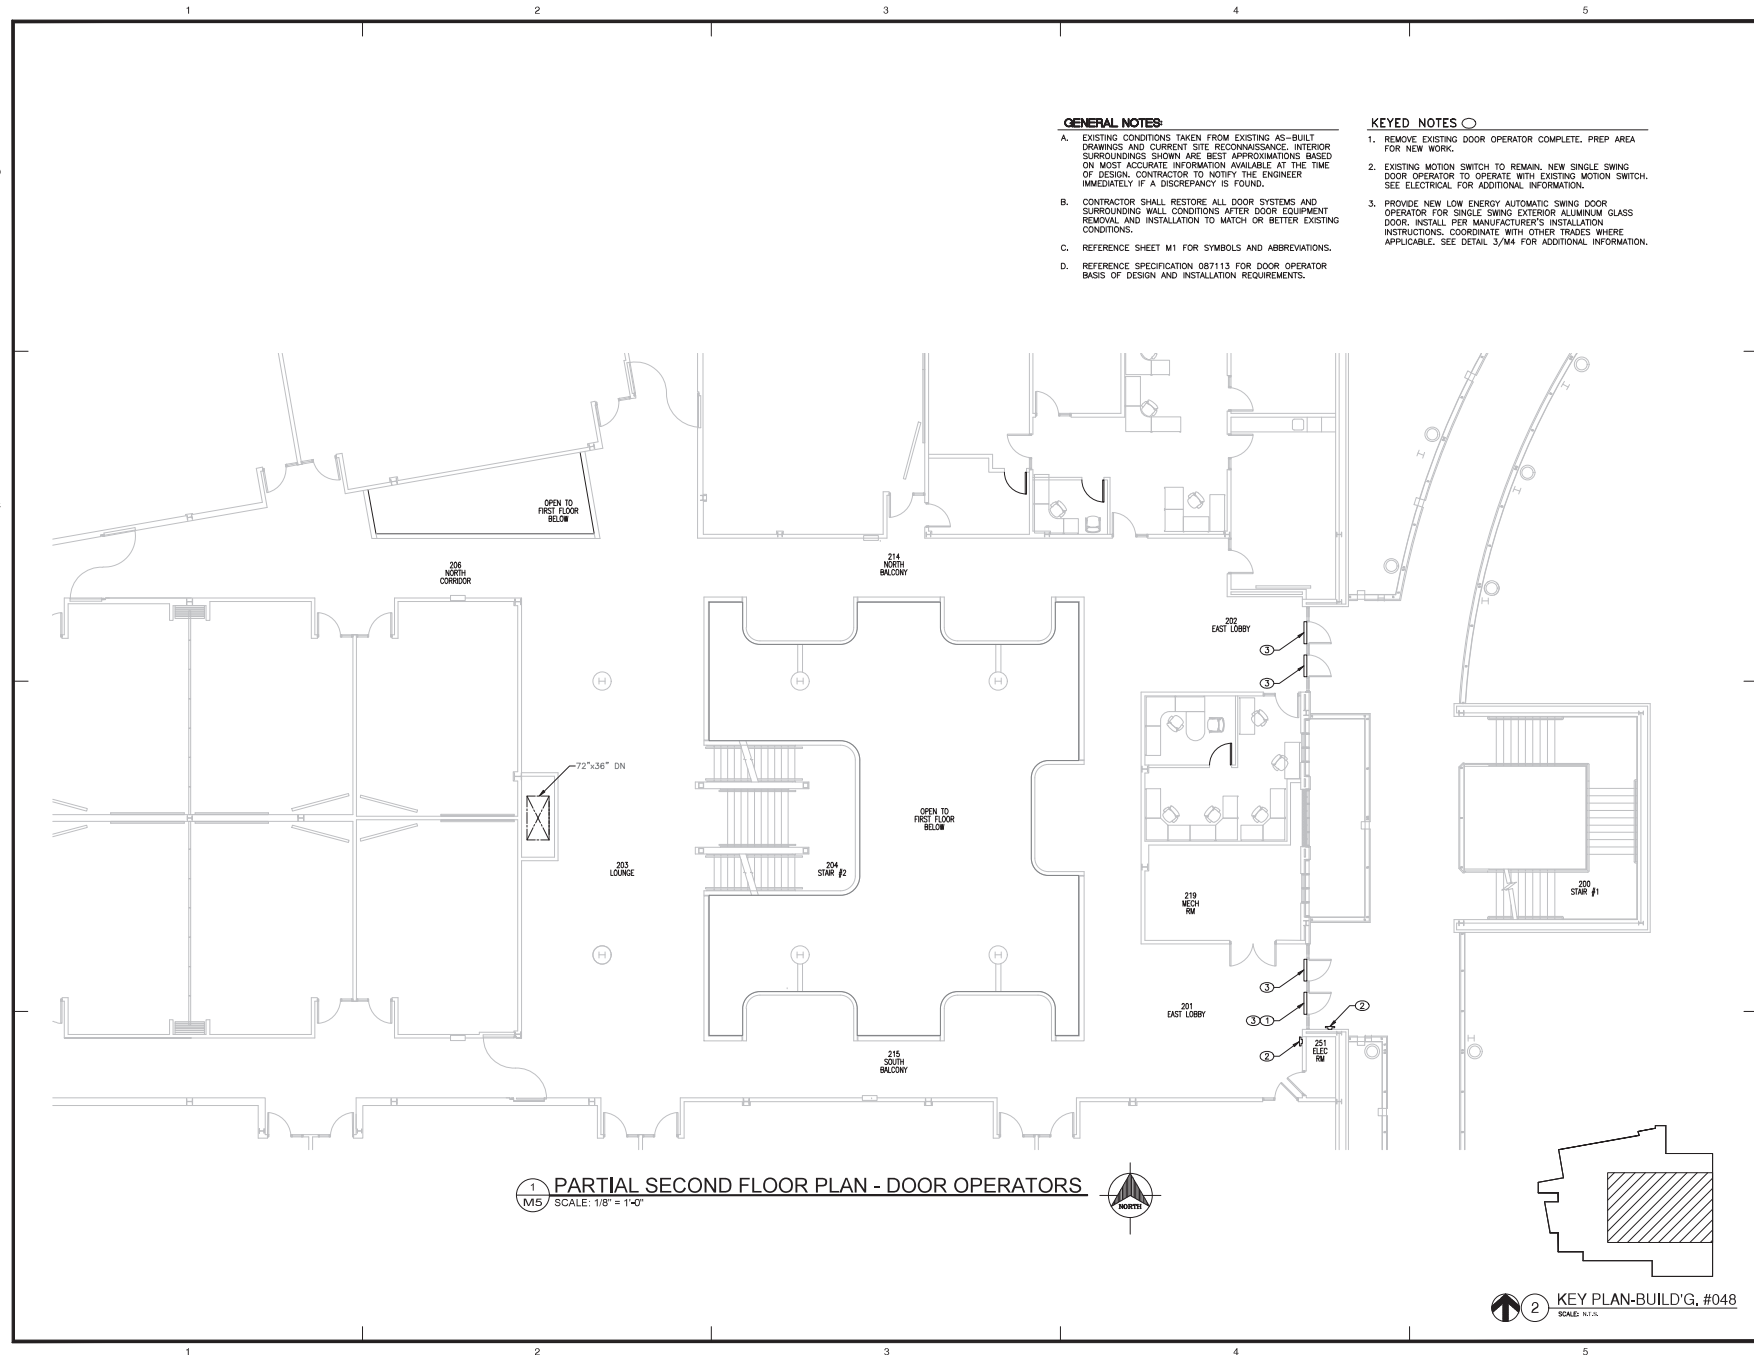 1 2 3 4 5
GENERAL NOTES:
A. EXISTING CONDITIONS TAKEN FROM EXISTING AS-BUILT
DRAWINGS AND CURRENT SITE RECONNAISSANCE. INTERIOR
SURROUNDINGS SHOWN ARE BEST APPROXIMATIONS BASED
ON MOST ACCURATE INFORMATION AVAILABLE AT THE TIME
OF DESIGN. CONTRACTOR TO NOTIFY THE ENGINEER
IMMEDIATELY IF A DISCREPANCY IS FOUND.
B. CONTRACTOR SHALL RESTORE ALL DOOR SYSTEMS AND
SURROUNDING WALL CONDITIONS AFTER DOOR EQUIPMENT
REMOVAL AND INSTALLATION TO MATCH OR BETTER EXISTING
CONDITIONS.
C. REFERENCE SHEET M1 FOR SYMBOLS AND ABBREVIATIONS.
D. REFERENCE SPECIFICATION 087113 FOR DOOR OPERATOR
BASIS OF DESIGN AND INSTALLATION REQUIREMENTS.
KEYED NOTES
1. REMOVE EXISTING DOOR OPERATOR COMPLETE. PREP AREA
FOR NEW WORK.
2. EXISTING MOTION SWITCH TO REMAIN. NEW SINGLE SWING
DOOR OPERATOR TO OPERATE WITH EXISTING MOTION SWITCH.
SEE ELECTRICAL FOR ADDITIONAL INFORMATION.
3. PROVIDE NEW LOW ENERGY AUTOMATIC SWING DOOR
OPERATOR FOR SINGLE SWING EXTERIOR ALUMINUM GLASS
DOOR. INSTALL PER MANUFACTURER'S INSTALLATION
INSTRUCTIONS. COORDINATE WITH OTHER TRADES WHERE
APPLICABLE. SEE DETAIL 3/M4 FOR ADDITIONAL INFORMATION.
OPEN TO
FIRST FLOOR
BELOW
206
NORTH
CORRIDOR
214
NORTH
BALCONY
202
EAST LOBBY
3
3
72"x36" DN
OPEN TO
FIRST FLOOR
BELOW
203
LOUNGE
204
STAIR #2
219
MECH
RM
200
STAIR #1
3
201
EAST LOBBY
3 1
2
2
251
ELEC
RM
215
SOUTH
BALCONY
1
M5
PARTIAL SECOND FLOOR PLAN - DOOR OPERATORS
SCALE: 1/8" = 1'-0"
NORTH
2
KEY PLAN-BUILD'G, #048
SCALE: N.T.S.
1 2 3 4 5